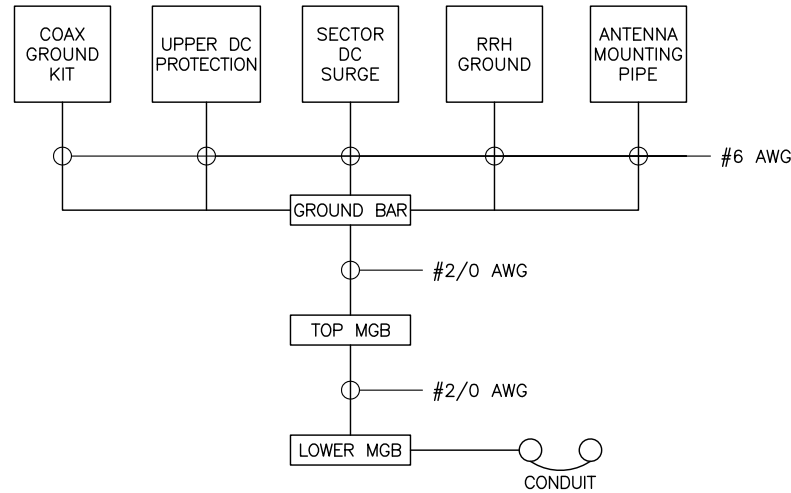 COAX
GROUND
KIT
UPPER DC
PROTECTION
SECTOR
DC
SURGE
RRH
GROUND
ANTENNA
MOUNTING
PIPE
#6 AWG
GROUND BAR
#2/0 AWG
TOP MGB
#2/0 AWG
LOWER MGB
CONDUIT